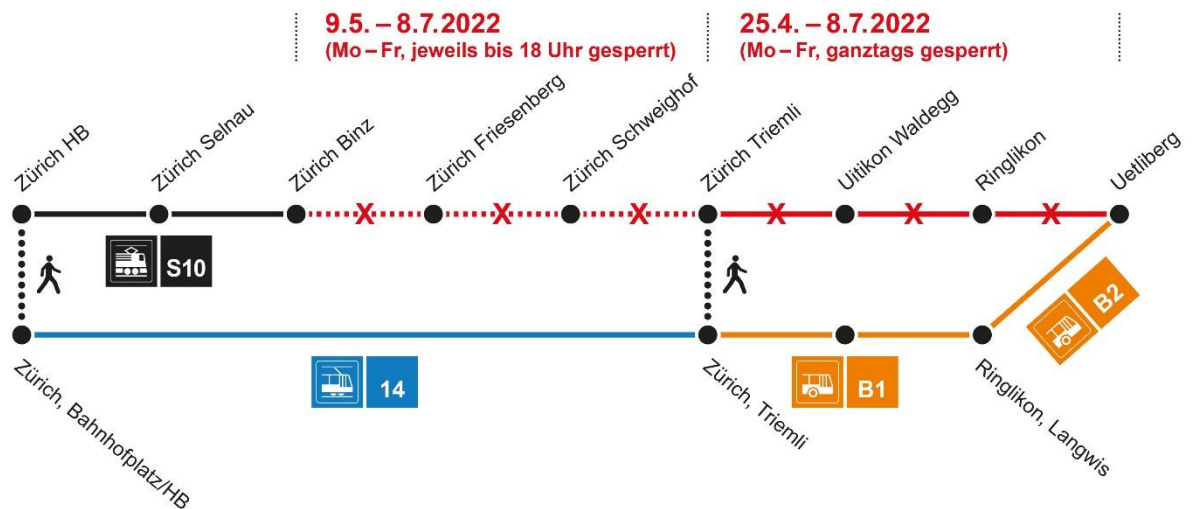 9.5. – 8.7.2022
(Mo – Fr, jeweils bis 18 Uhr gesperrt)
25.4. – 8.7.2022
(Mo – Fr, ganztags gesperrt)
Zürich HB
Zürich Selnau
Zürich Binz
Zürich Friesenberg
Zürich Schweighof
Zürich Triemli
Uitikon Waldegg
Ringlikon
Uetliberg
X X X X X X
S10
B2
14
B1
Zürich, Bahnhofplatz/HB
Zürich, Triemli
Ringlikon, Langwis